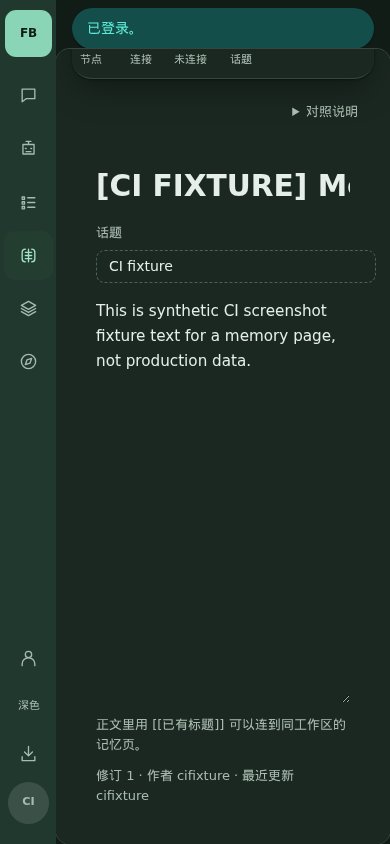 FB
已登录。
节点 连接 未连接 话题
▶ 对照说明
[CI FIXTURE] M
话题
CI fixture
This is synthetic CI screenshot
fixture text for a memory page,
not production data.
正文里用 [[已有标题]] 可以连到同工作区的
记忆页。
修订 1 · 作者 cifixture · 最近更新
cifixture
深色
CI